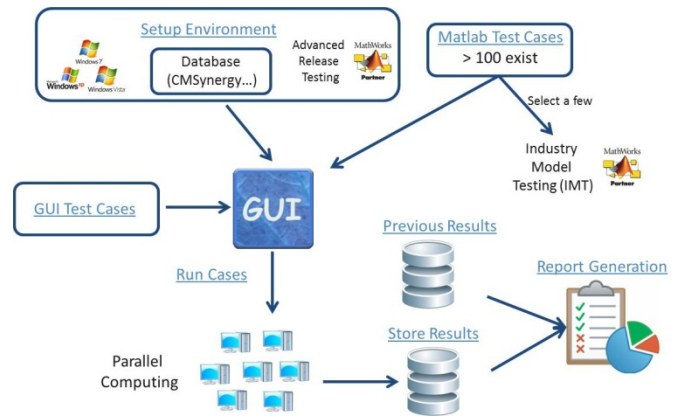 Setup Environment
Windows 7
Windows xp
Windows Vista
Database
(CMSynergy...)
Advanced
Release
Testing
MathWorks
Partner
Matlab Test Cases
> 100 exist
Select a few
Industry
Model
Testing (IMT)
MathWorks
Partner
GUI Test Cases
GUI
Run Cases
Previous Results
Report Generation
Store Results
Parallel
Computing